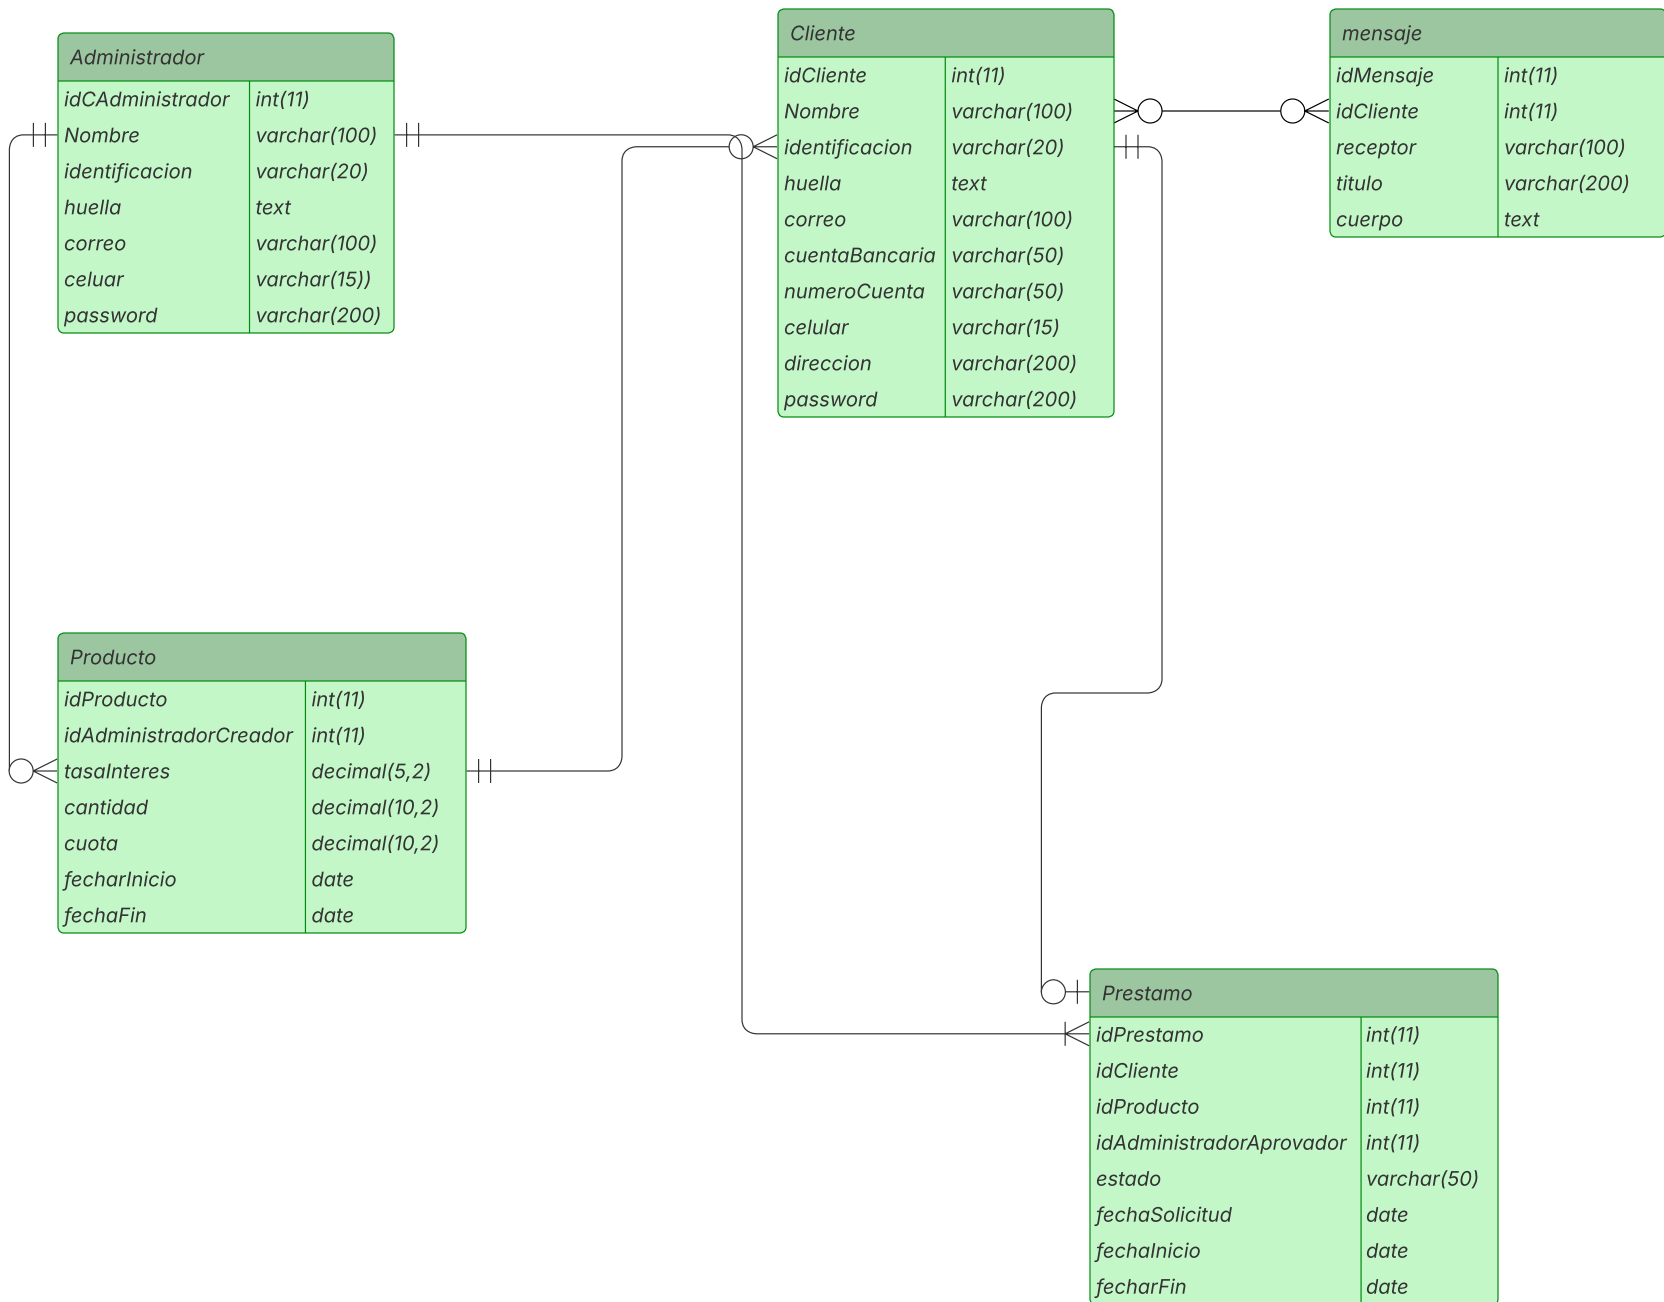 Administrador
idCAdministrador int(11)
Nombre varchar(100)
identificacion varchar(20)
huella text
correo varchar(100)
celuar varchar(15))
password varchar(200)
Cliente
idCliente int(11)
Nombre varchar(100)
identificacion varchar(20)
huella text
correo varchar(100)
cuentaBancaria varchar(50)
numeroCuenta varchar(50)
celular varchar(15)
direccion varchar(200)
password varchar(200)
mensaje
idMensaje int(11)
idCliente int(11)
receptor varchar(100)
titulo varchar(200)
cuerpo text
Producto
idProducto int(11)
idAdministradorCreador int(11)
tasaInteres decimal(5,2)
cantidad decimal(10,2)
cuota decimal(10,2)
fecharInicio date
fechaFin date
Prestamo
idPrestamo int(11)
idCliente int(11)
idProducto int(11)
idAdministradorAprovador int(11)
estado varchar(50)
fechaSolicitud date
fechaInicio date
fecharFin date